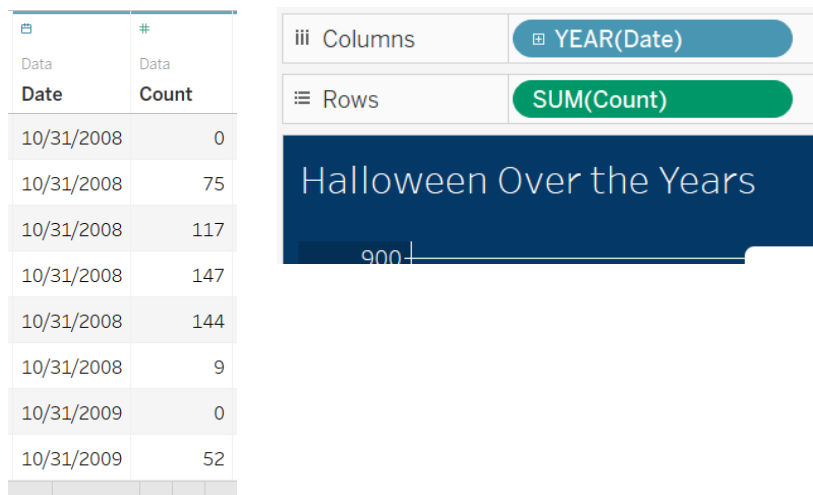 #
Data Data
Date Count
10/31/2008 0
10/31/2008 75
10/31/2008 117
10/31/2008 147
10/31/2008 144
10/31/2008 9
10/31/2009 0
10/31/2009 52
Columns YEAR(Date)
Rows SUM(Count)
Halloween Over the Years
900